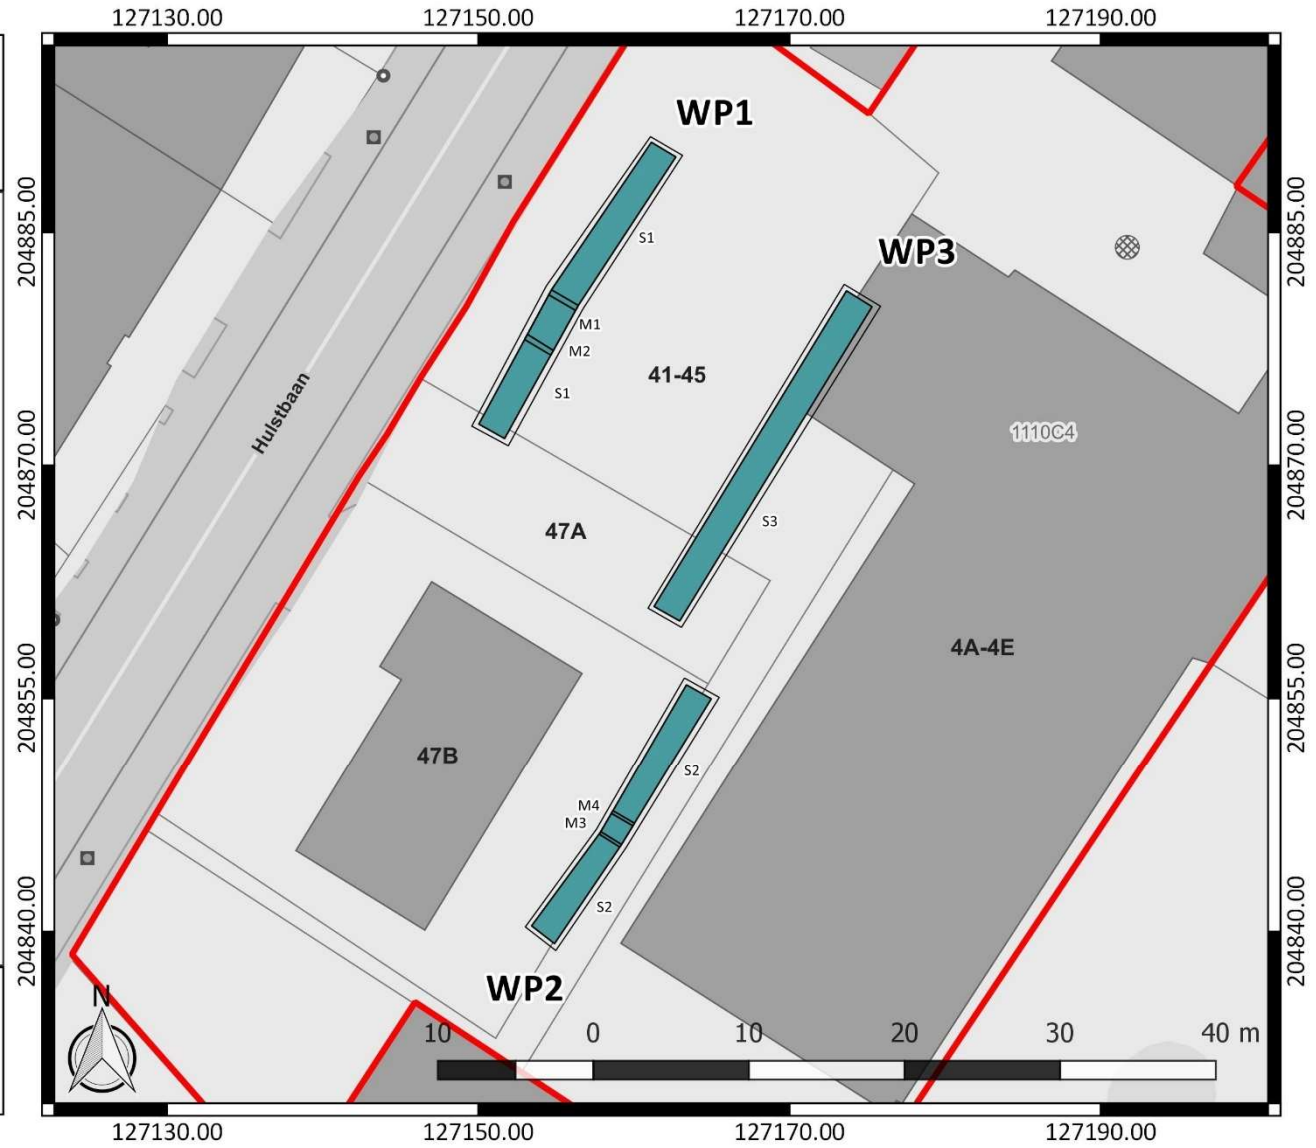 127130.00 127150.00 127170.00 127190.00
WP1
204885.00 S1 WP3 204885.00
M1
M2
41-45
S1
Hulstbaan
204870.00 1110C4 204870.00
47A S3
4A-4E
204855.00 204855.00
47B S2
M4
M3
S2
204840.00 204840.00
WP2
N
10 0 10 20 30 40 m
127130.00 127150.00 127170.00 127190.00